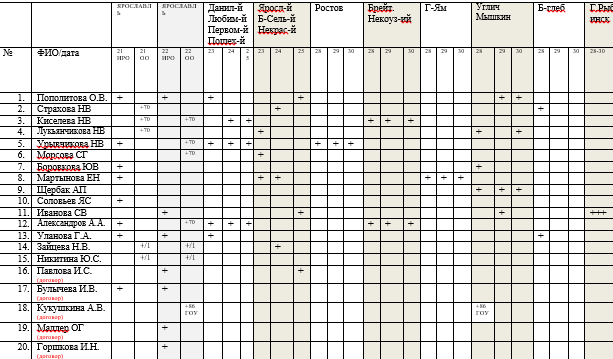 ЯРОСЛАВЛ
Ь
ЯРОСЛАВЛ
Ь
Данил-й
Любим-й
Первом-й
Пошех-й
Яросл-й
Б-Сель-й
Некрас-й
Ростов
Брейт.
Некоуз-ий
Г-Ям
Углич
Мышкин
Б-глеб
Г.Рыб
инск
№ ФИО/дата 21 ИРО 21 ОО 22 ИРО 22 ОО 23 24 25 23 24 25 28 29 30 28 29 30 28 29 30 28 29 30 28 29 30 28-30
1. Пополитова О.В. + + + + + +
2. Страхова НВ +70 + +
3. Киселева НВ +70 +70 + + + + +
4. Лукьянчикова НВ +70 + + +
5. Урывчикова НВ + +70 + + + + + +
6. Морсова СГ +70 +
7. Боровкова ЮВ + +
8. Мартынова ЕН + + + + + +
9. Щербак АП + + +
10. Соловьев ЯС +
11. Иванова СВ + + + +++
12. Александров А.А. + +70 + + + + + +
13. Уланова Г.А. + + + +
14. Зайцева Н.В. +/1 +/1 +
15. Никитина Ю.С. +/1 +/1
16. Павлова И.С. + +
(договор)
17. Булычева И.В. + +
(договор)
18. Кукушкина А.В. +86 ГОУ +86 ГОУ
(договор)
19. Маллер ОГ +
(договор)
20. Горшкова И.Н. +
(договор)